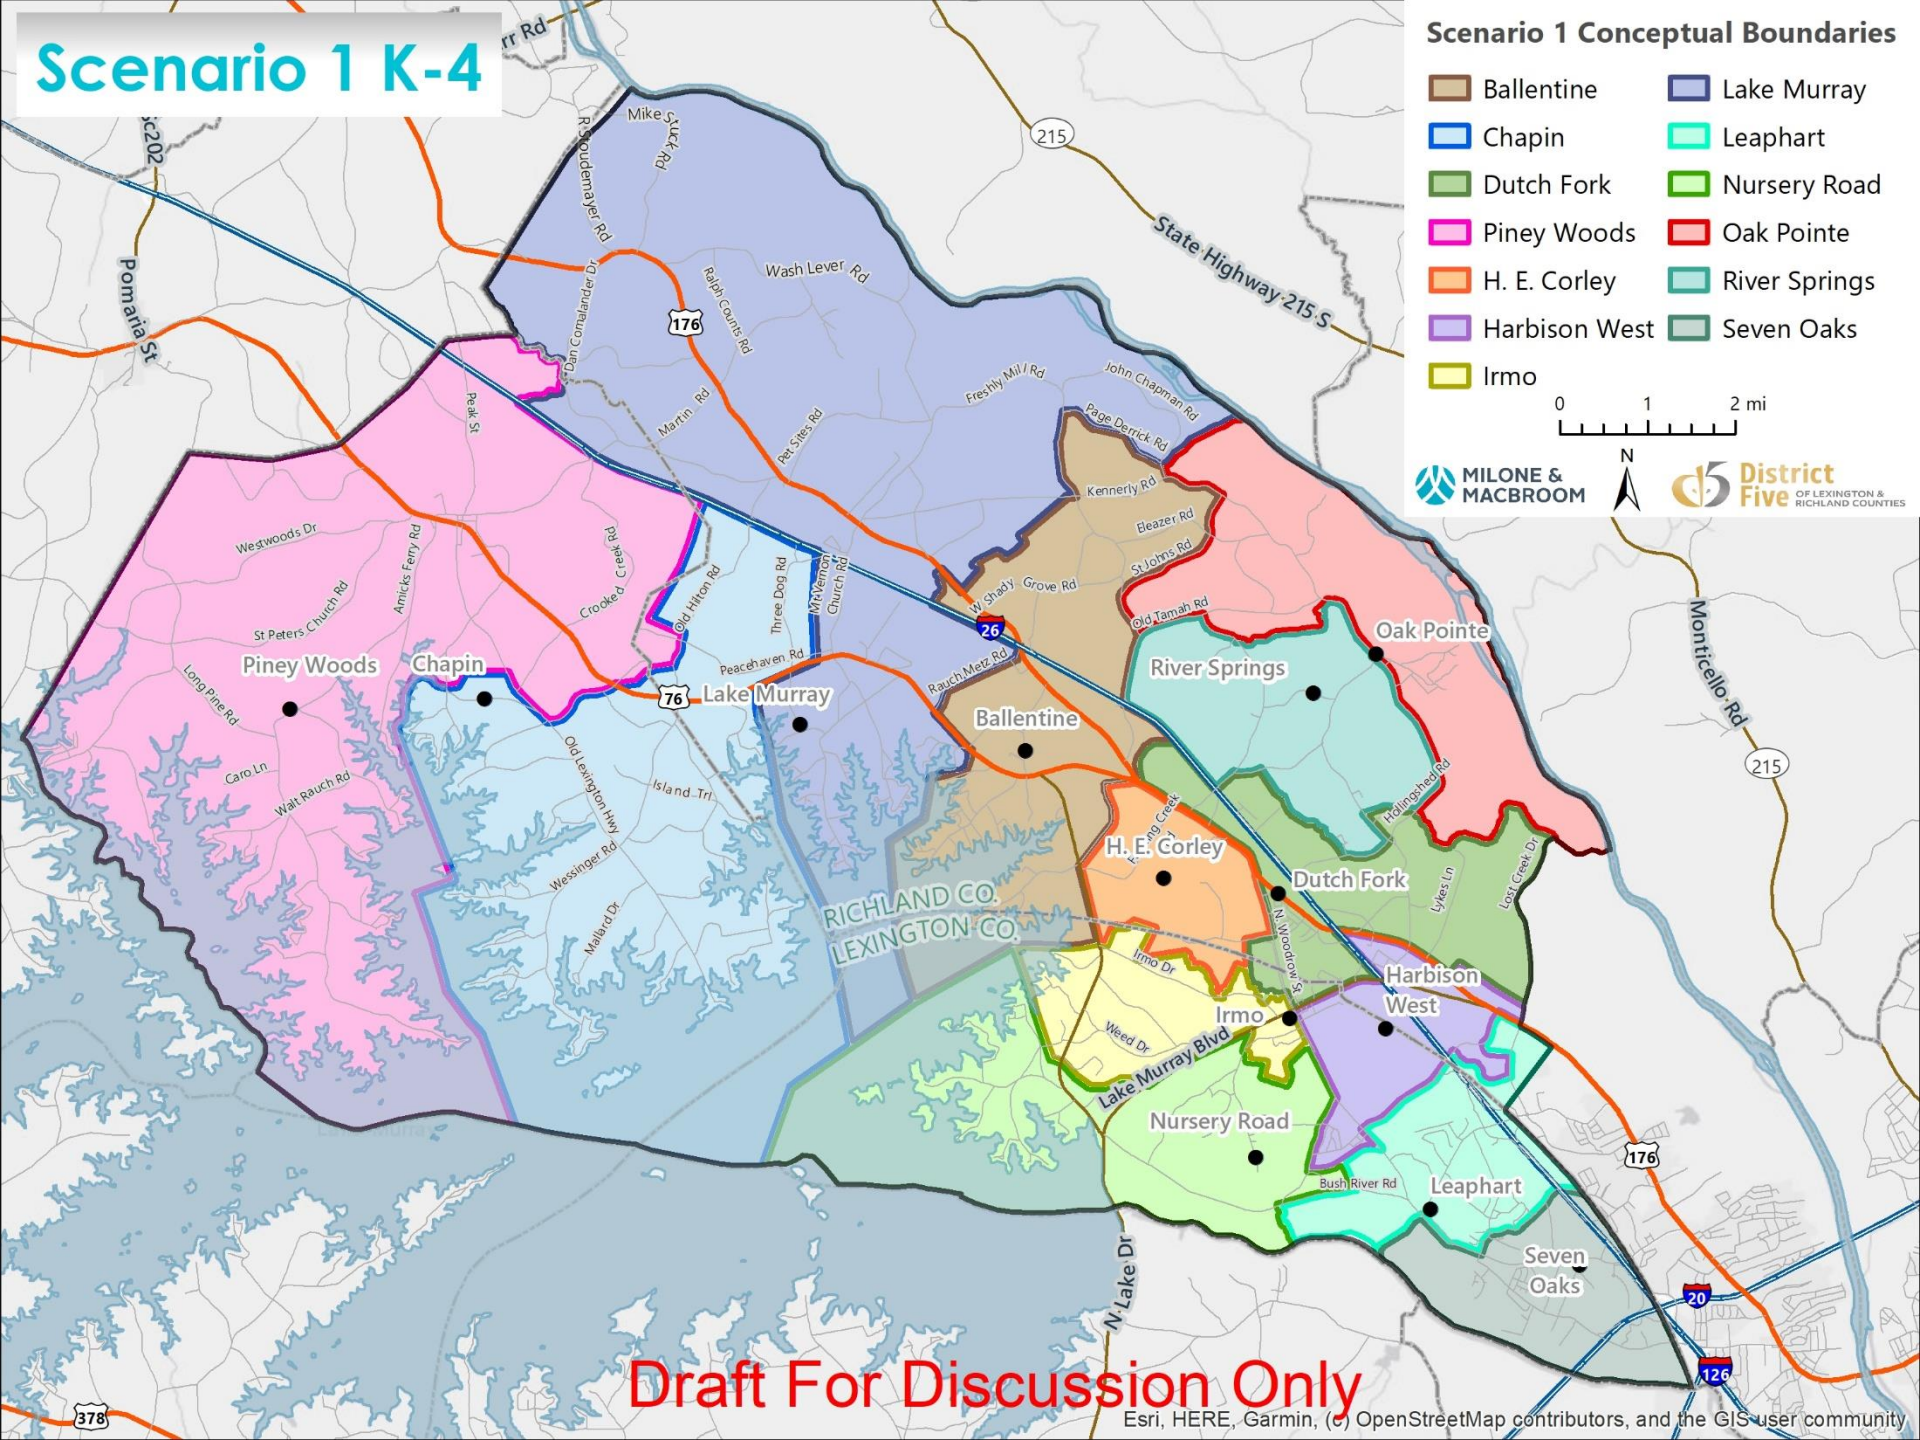 Scenario 1 K-4
rr Rd
Sc202
Pomaria St
R Stoudemayer Rd
Mike Stuck Rd
215
State Highway 215 S
Dan Comalander Dr
176
Ralph Counts Rd
Wash Lever Rd
Peak St
Martin Rd
Pet Sites Rd
Freshly Mill Rd
John Chapman Rd
Page Derrick Rd
Kennerly Rd
Eleazer Rd
St Johns Rd
Westwoods Dr
Amicks Ferry Rd
Crooked Creek Rd
St Peters Church Rd
Old Hilton Rd
Three Dog Rd
Mt Vernon Church Rd
W Shady Grove Rd
26
Old Tamah Rd
Oak Pointe
Monticello Rd
Piney Woods
Chapin
Peacehaven Rd
Rauch Metz Rd
River Springs
Long Pine Rd
76
Lake Murray
Ballentine
215
Caro Ln
Walt Rauch Rd
Old Lexington Hwy
Island Trl
Hollingshed Rd
Wessinger Rd
H. E. Corley
Dutch Fork
Lykes Ln
Lost Creek Dr
Mallard Dr
RICHLAND CO.
LEXINGTON CO.
N. Woodrow St
Irmo Dr
Harbison
West
Irmo
Weed Dr
Lake Murray Blvd
Nursery Road
176
Bush River Rd
Leaphart
Seven
Oaks
N Lake Dr
20
126
378
Scenario 1 Conceptual Boundaries
Ballentine
Chapin
Dutch Fork
Piney Woods
H. E. Corley
Harbison West
Irmo
Lake Murray
Leaphart
Nursery Road
Oak Pointe
River Springs
Seven Oaks
0 1 2 mi
N
MILONE &
MACBROOM
5 District
Five OF LEXINGTON &
RICHLAND COUNTIES
Draft For Discussion Only
Esri, HERE, Garmin, (c) OpenStreetMap contributors, and the GIS user community